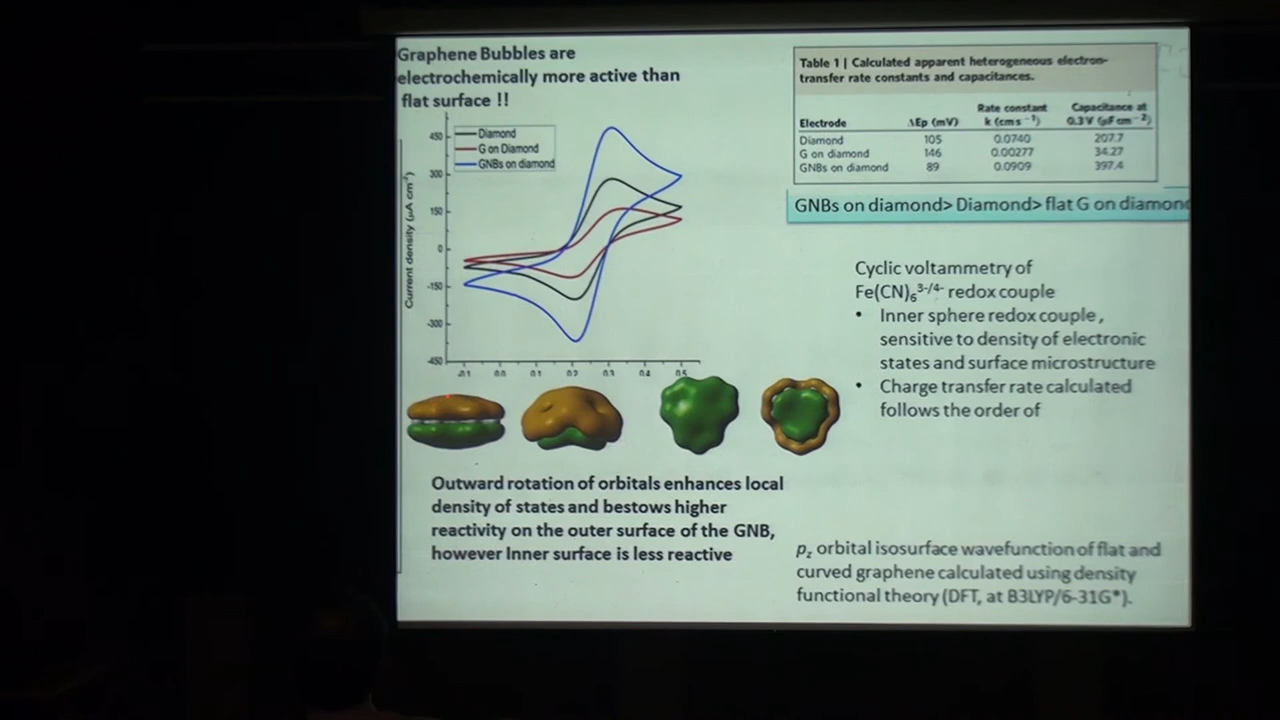 Graphene Bubbles are
electrochemically more active than
flat surface !!
Diamond
G on Diamond
GNBs on diamond
Current density (μA cm⁻²)
450
300
150
0
-150
-300
-450
-0.1 0.0 0.1 0.2 0.3 0.4 0.5
Table 1 | Calculated apparent heterogeneous electron-
transfer rate constants and capacitances.
Rate constant Capacitance at
Electrode ΔEp (mV) k (cm s⁻¹) 0.3 V (μF cm⁻²)
Diamond 105 0.0740 207.7
G on diamond 146 0.00277 34.27
GNBs on diamond 89 0.0909 397.4
GNBs on diamond> Diamond> flat G on diamond
Cyclic voltammetry of
Fe(CN)₆³⁻/⁴⁻ redox couple
• Inner sphere redox couple,
sensitive to density of electronic
states and surface microstructure
• Charge transfer rate calculated
follows the order of
Outward rotation of orbitals enhances local
density of states and bestows higher
reactivity on the outer surface of the GNB,
however Inner surface is less reactive
pz orbital isosurface wavefunction of flat and
curved graphene calculated using density
functional theory (DFT, at B3LYP/6-31G*).